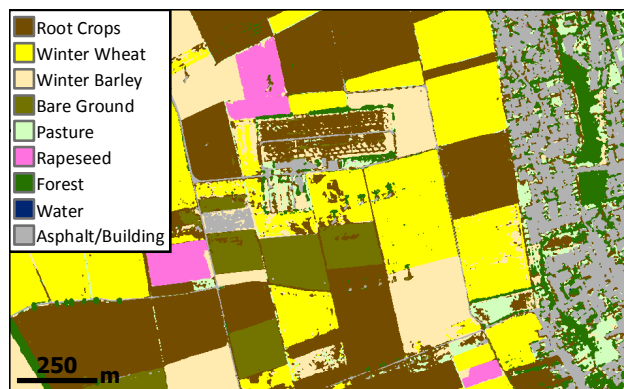 Root Crops
Winter Wheat
Winter Barley
Bare Ground
Pasture
Rapeseed
Forest
Water
Asphalt/Building
250 m